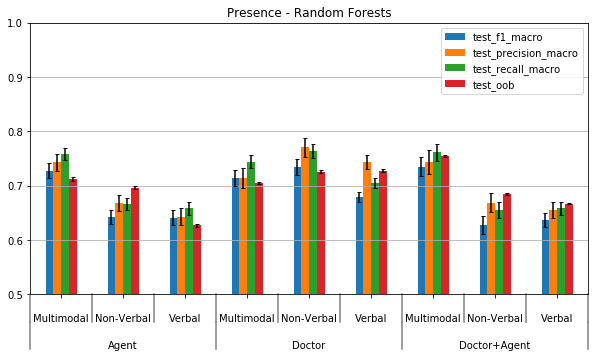 Presence - Random Forests
1.0
0.9
0.8
0.7
0.6
0.5
test_f1_macro
test_precision_macro
test_recall_macro
test_oob
Multimodal Non-Verbal Verbal Multimodal Non-Verbal Verbal Multimodal Non-Verbal Verbal
Agent Doctor Doctor+Agent